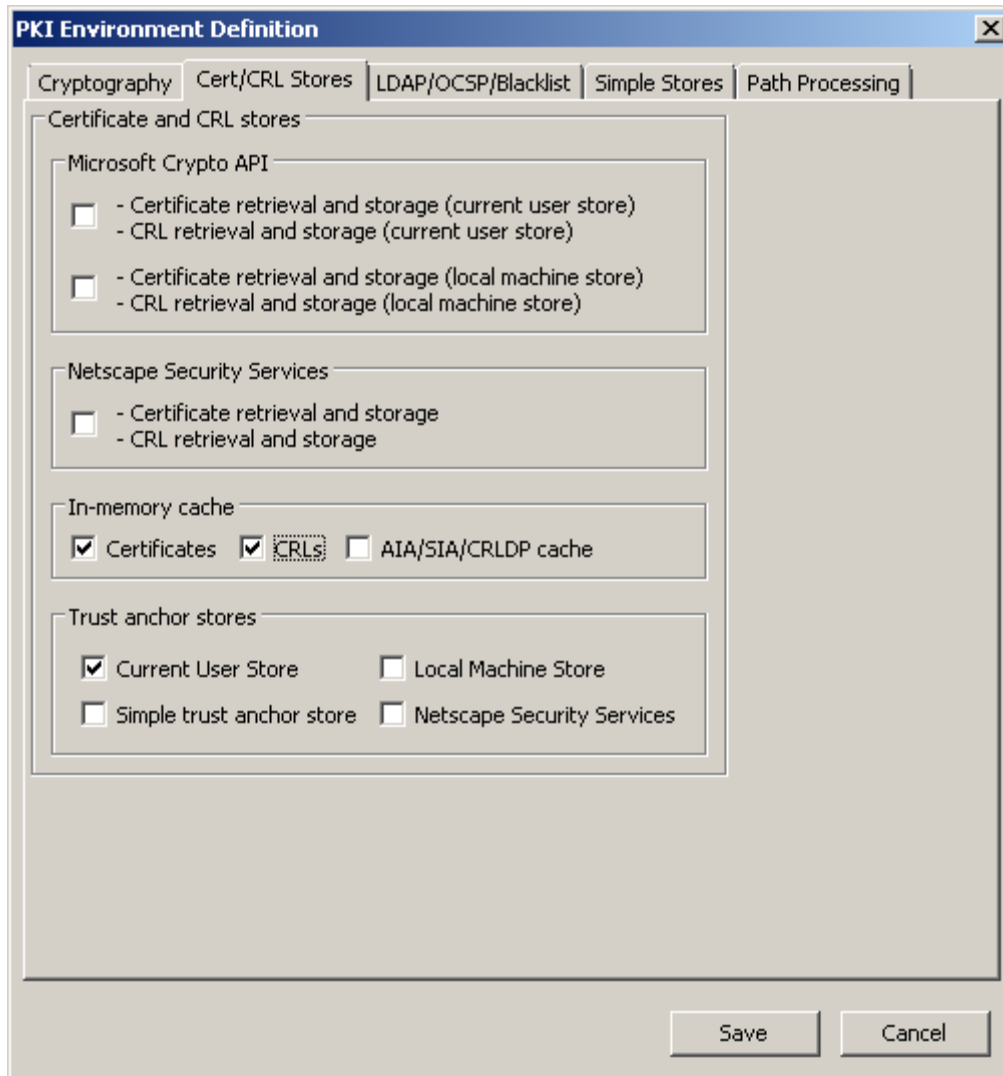 PKI Environment Definition
Cryptography
Cert/CRL Stores
LDAP/OCSP/Blacklist
Simple Stores
Path Processing
Certificate and CRL stores
Microsoft Crypto API
- Certificate retrieval and storage (current user store)
- CRL retrieval and storage (current user store)
- Certificate retrieval and storage (local machine store)
- CRL retrieval and storage (local machine store)
Netscape Security Services
- Certificate retrieval and storage
- CRL retrieval and storage
In-memory cache
Certificates
CRLs
AIA/SIA/CRLDP cache
Trust anchor stores
Current User Store
Local Machine Store
Simple trust anchor store
Netscape Security Services
Save
Cancel